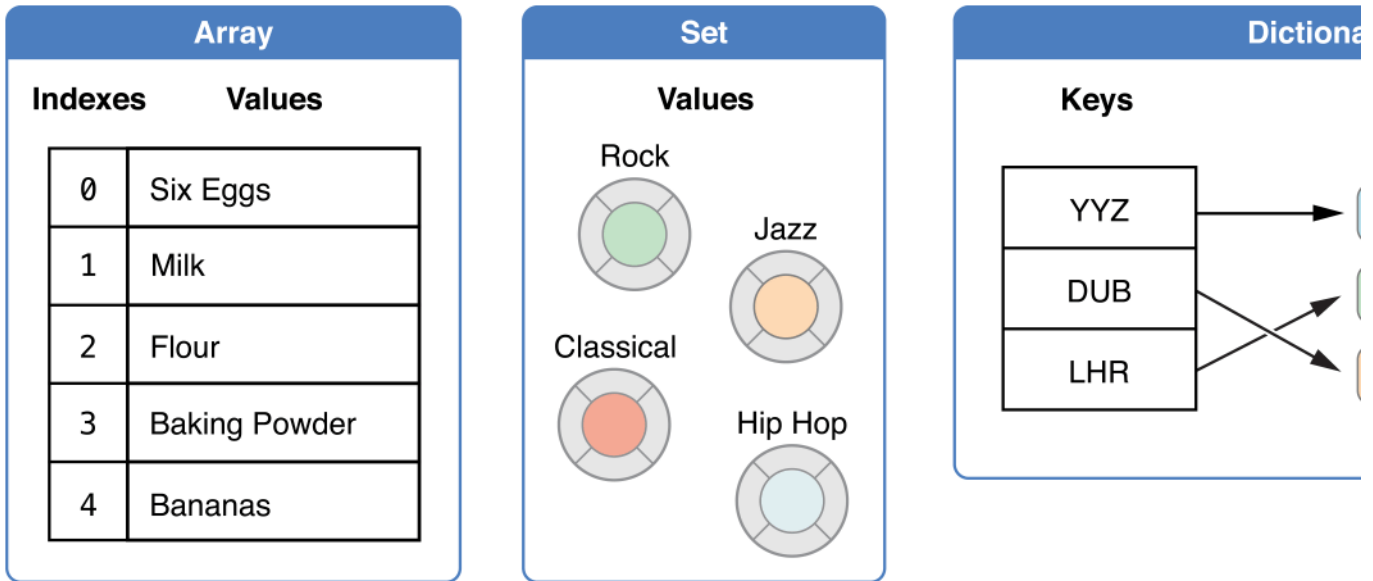 Array
Indexes Values
0 Six Eggs
1 Milk
2 Flour
3 Baking Powder
4 Bananas
Set
Values
Rock
Jazz
Classical
Hip Hop
Dictiona
Keys
YYZ
DUB
LHR